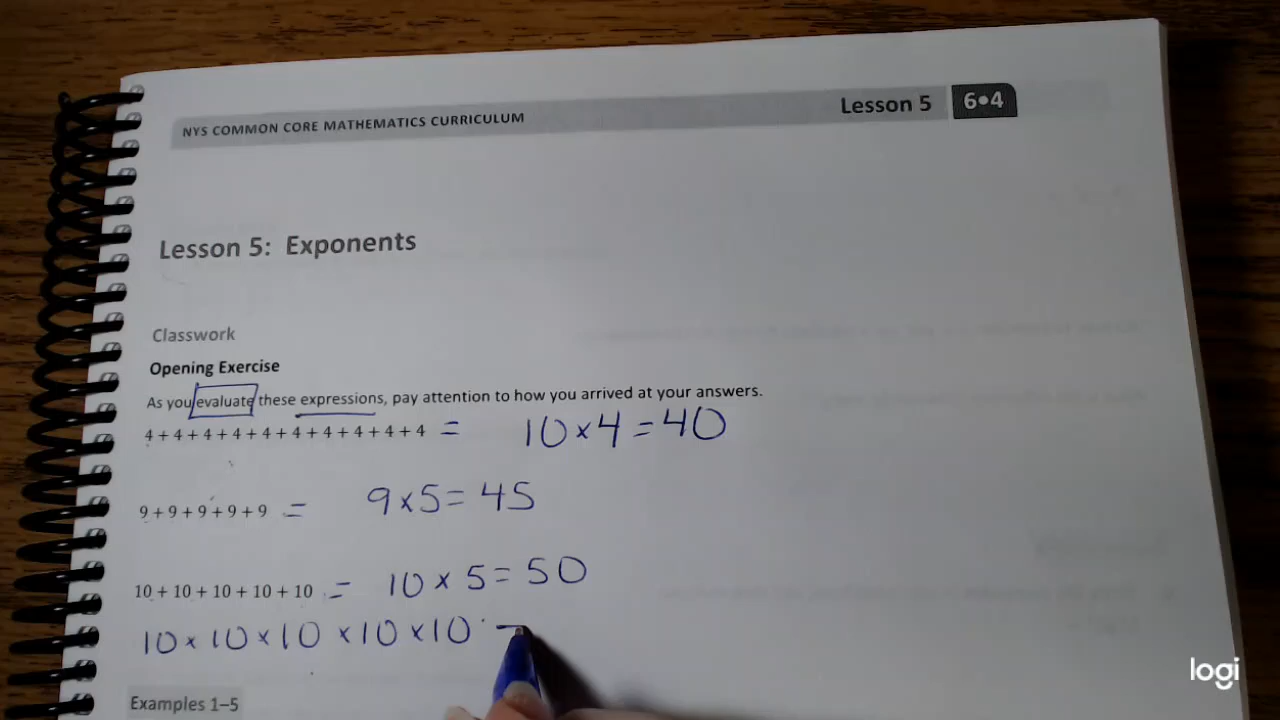 NYS COMMON CORE MATHEMATICS CURRICULUM Lesson 5 6•4
Lesson 5: Exponents
Classwork
Opening Exercise
As you evaluate these expressions, pay attention to how you arrived at your answers.
4 + 4 + 4 + 4 + 4 + 4 + 4 + 4 + 4 + 4 = 10 × 4 = 40
9 + 9 + 9 + 9 + 9 = 9 × 5 = 45
10 + 10 + 10 + 10 + 10 = 10 × 5 = 50
10 × 10 × 10 × 10 × 10
Examples 1–5
logi